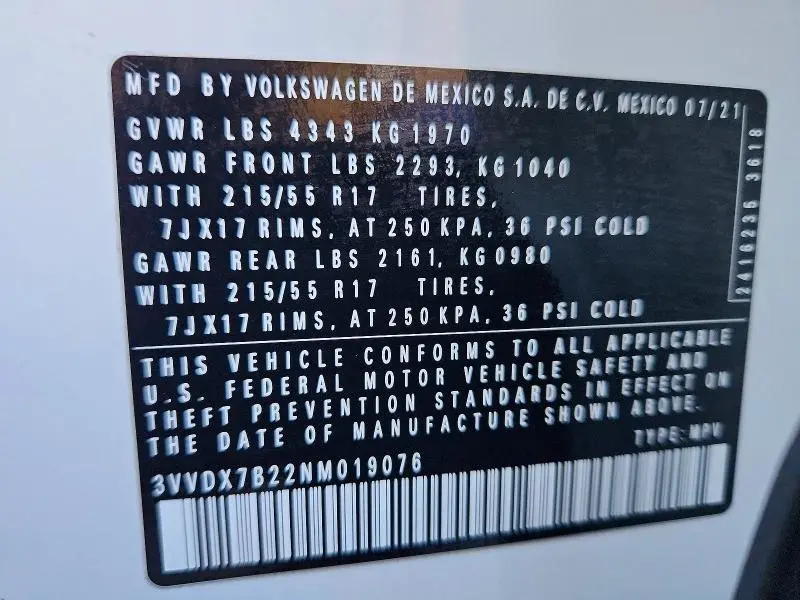 MFD BY VOLKSWAGEN DE MEXICO S.A. DE C.V. MEXICO 07/21
GVWR LBS 4343 KG 1970
GAWR FRONT LBS 2293, KG 1040
WITH 215/55 R17 TIRES,
7JX17 RIMS, AT 250 KPA, 36 PSI COLD
GAWR REAR LBS 2161, KG 0980
WITH 215/55 R17 TIRES,
7JX17 RIMS, AT 250 KPA, 36 PSI COLD
2416236 3618
THIS VEHICLE CONFORMS TO ALL APPLICABLE
U.S. FEDERAL MOTOR VEHICLE SAFETY AND
THEFT PREVENTION STANDARDS IN EFFECT ON
THE DATE OF MANUFACTURE SHOWN ABOVE.
TYPE: MPV
3VVDX7B22NM019076